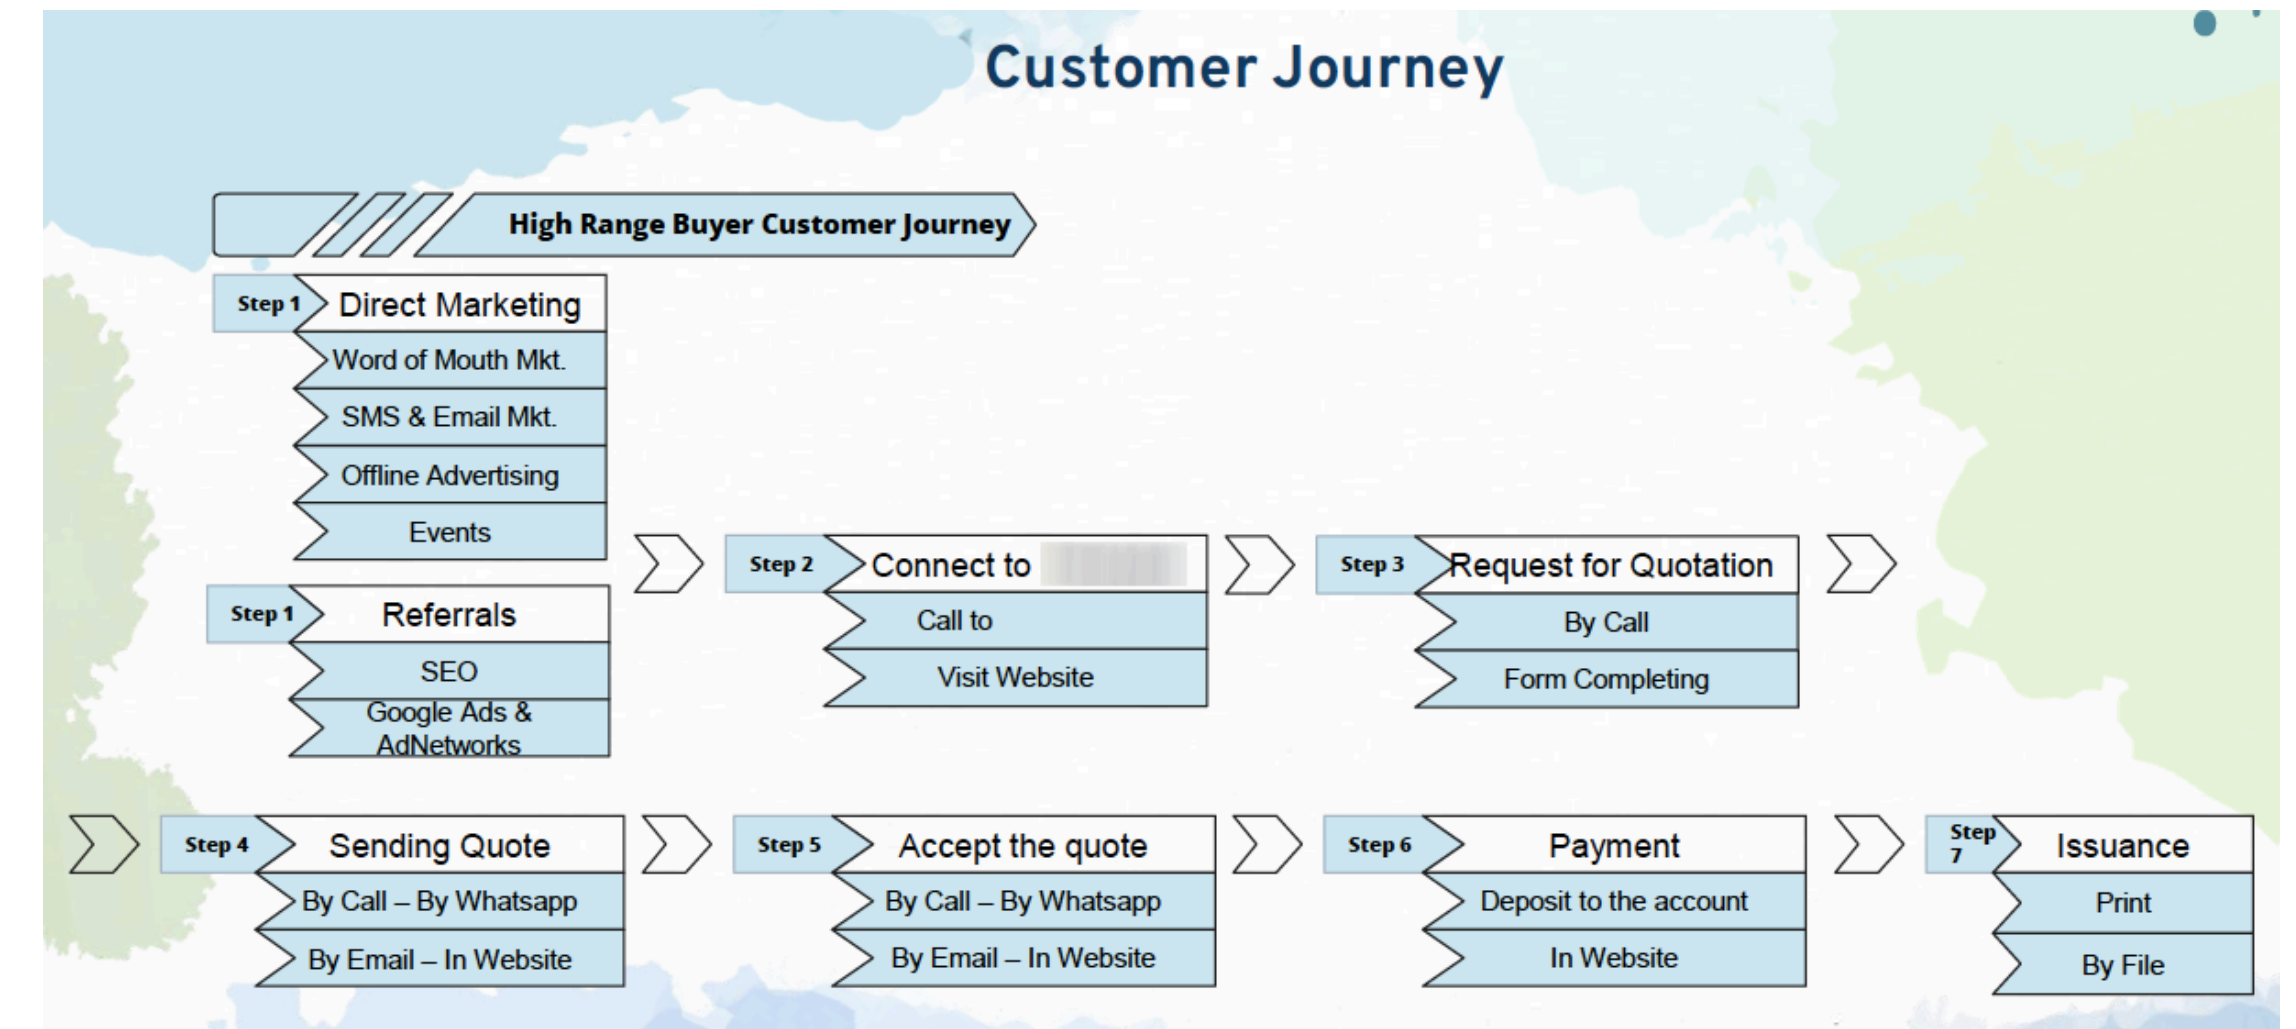 Customer Journey
High Range Buyer Customer Journey
Step 1
Direct Marketing
Word of Mouth Mkt.
SMS & Email Mkt.
Offline Advertising
Events
Step 1
Referrals
SEO
Google Ads &
AdNetworks
Step 2
Connect to
Call to
Visit Website
Step 3
Request for Quotation
By Call
Form Completing
Step 4
Sending Quote
By Call – By Whatsapp
By Email – In Website
Step 5
Accept the quote
By Call – By Whatsapp
By Email – In Website
Step 6
Payment
Deposit to the account
In Website
Step
7
Issuance
Print
By File